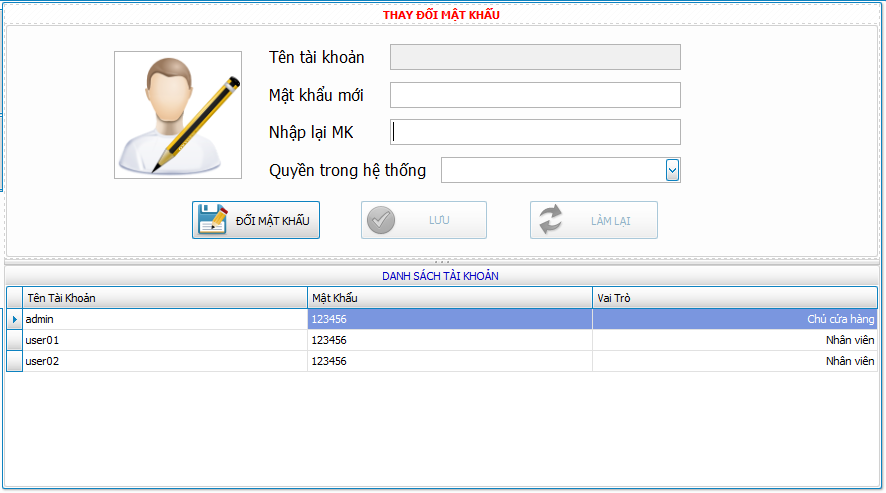 THAY ĐỔI MẬT KHẨU
Tên tài khoản
Mật khẩu mới
Nhập lại MK
Quyền trong hệ thống
ĐỔI MẬT KHẨU LƯU LÀM LẠI
DANH SÁCH TÀI KHOẢN
Tên Tài Khoản Mật Khẩu Vai Trò
admin 123456 Chủ cửa hàng
user01 123456 Nhân viên
user02 123456 Nhân viên